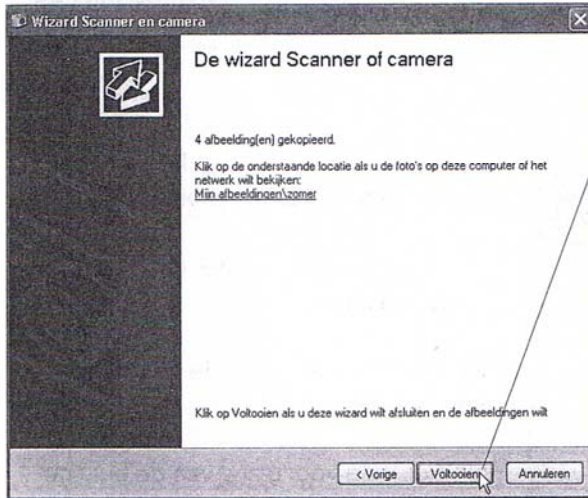 Wizard Scanner en camera
De wizard Scanner of camera
4 afbeelding(en) gekopieerd.
Klik op de onderstaande locatie als u de foto's op deze computer of het
netwerk wilt bekijken:
Mijn afbeeldingen\zomer
Klik op Voltooien als u deze wizard wilt afsluiten en de afbeeldingen wilt
< Vorige Voltooien Annuleren